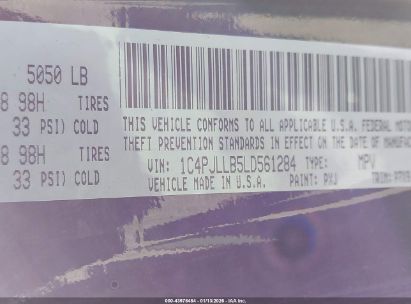 5050 LB
8 98H TIRES
33 PSI) COLD
8 98H TIRES
33 PSI) COLD
THIS VEHICLE CONFORMS TO ALL APPLICABLE U.S.A. FEDERAL MOTOR
THEFT PREVENTION STANDARDS IN EFFECT ON THE DATE OF MANUFAC
VIN: 1C4PJLLB5LD561284 TYPE: MPV
VEHICLE MADE IN U.S.A. PAINT: PXJ TRIM: